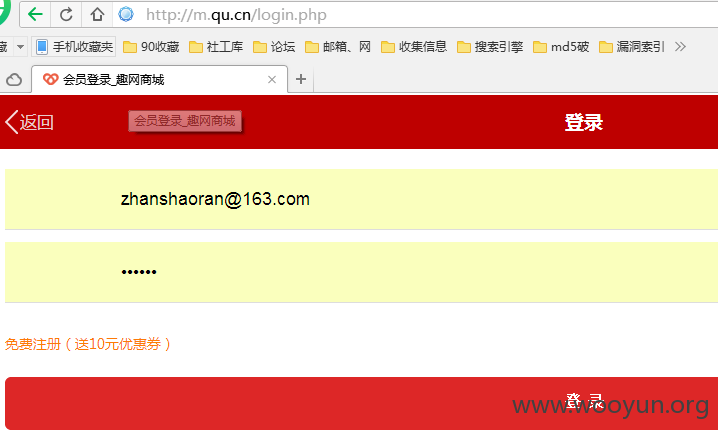 http://m.qu.cn/login.php
藏 手机收藏夹 90收藏 社工库 论坛 邮箱、网 收集信息 搜索引擎 md5破 漏洞索引
会员登录_趣网商城
返回 会员登录_趣网商城 登录
zhanshaoran@163.com
••••••
免费注册（送10元优惠券）
登 录
www.wooyun.org